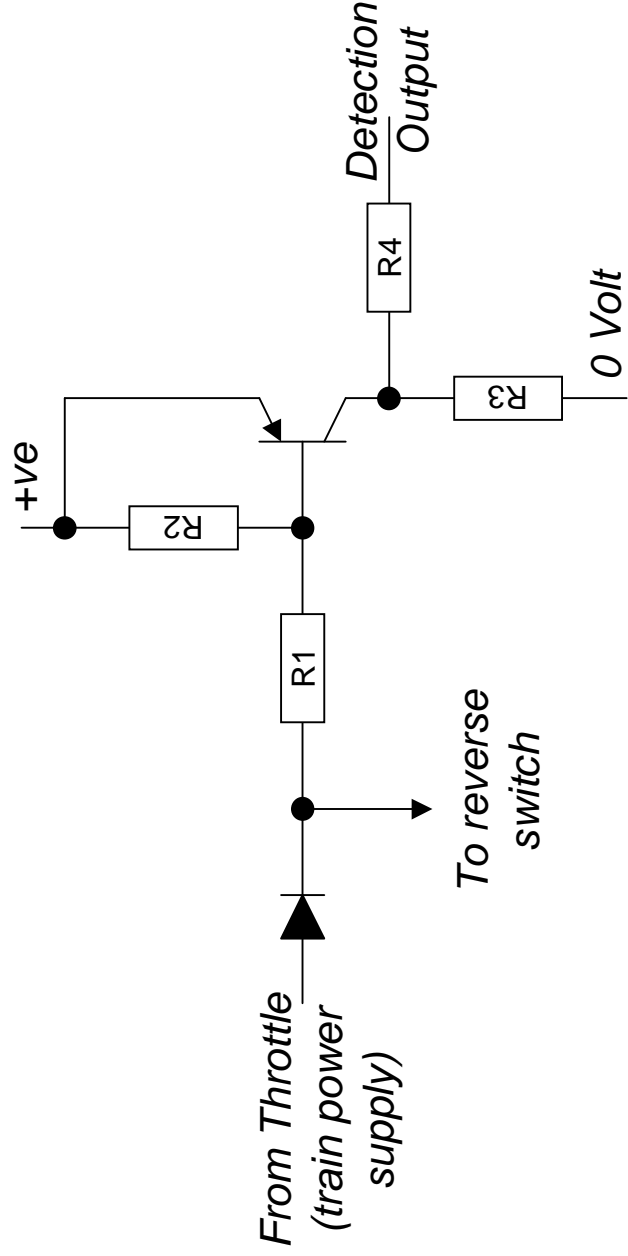 From Throttle
(train power
supply)
To reverse
switch
R1
+ve
R2
R3
0 Volt
R4
Detection
Output